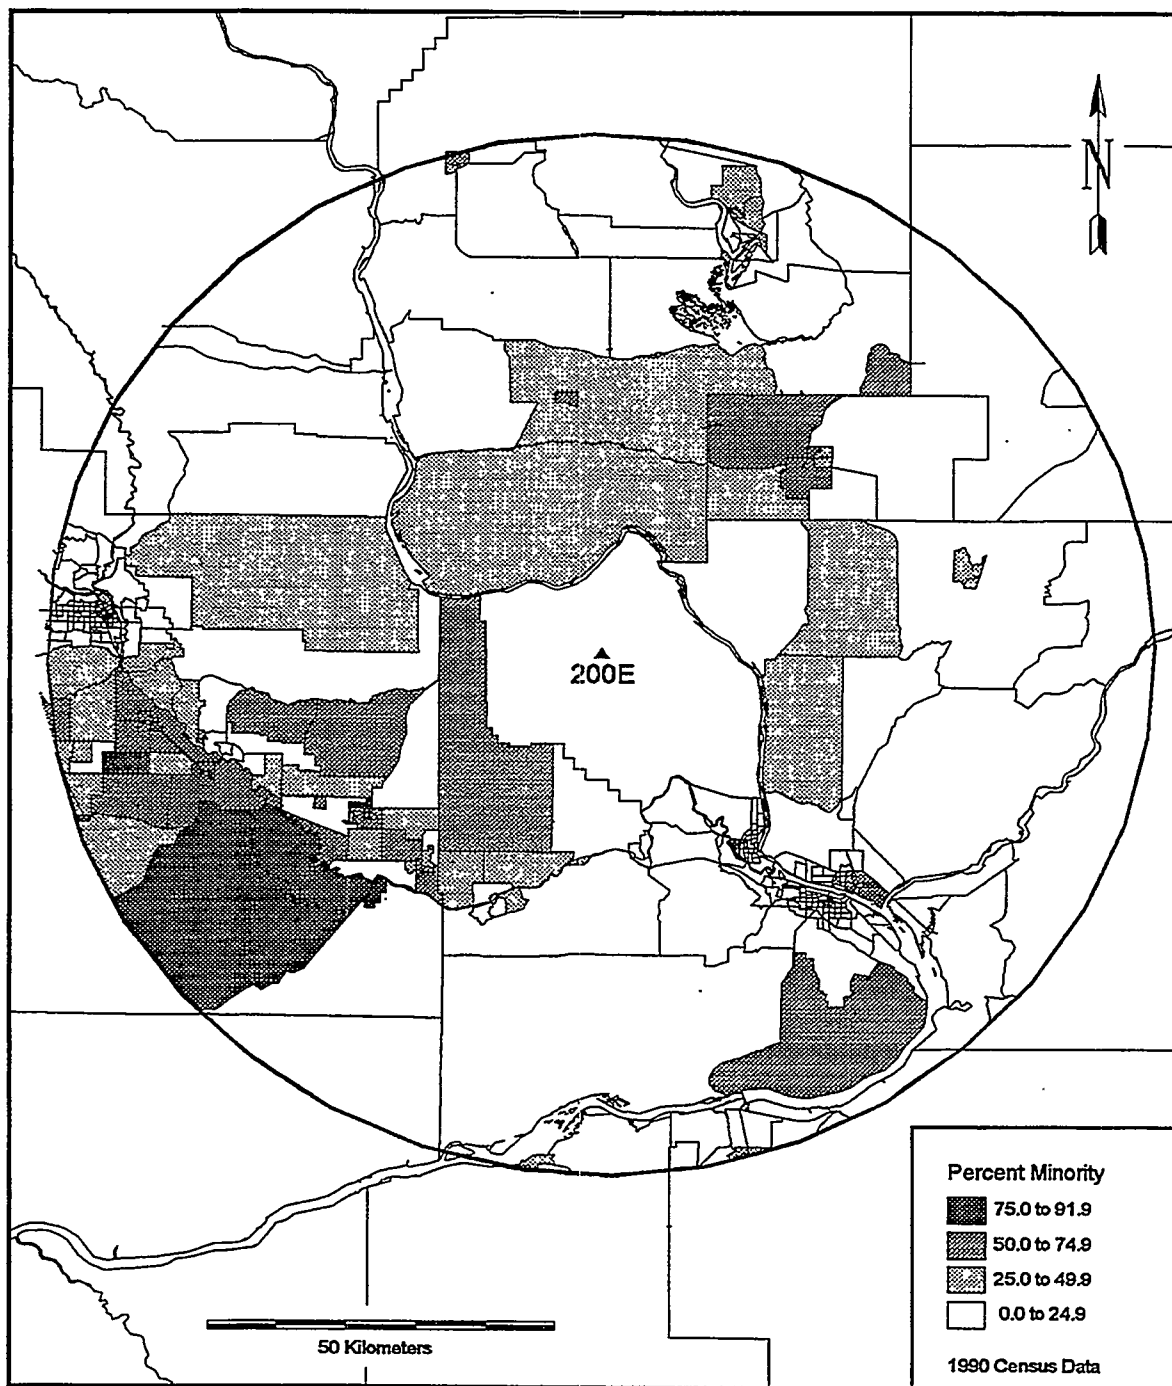 N
200E
Percent Minority
75.0 to 91.9
50.0 to 74.9
25.0 to 49.9
0.0 to 24.9
1990 Census Data
50 Kilometers